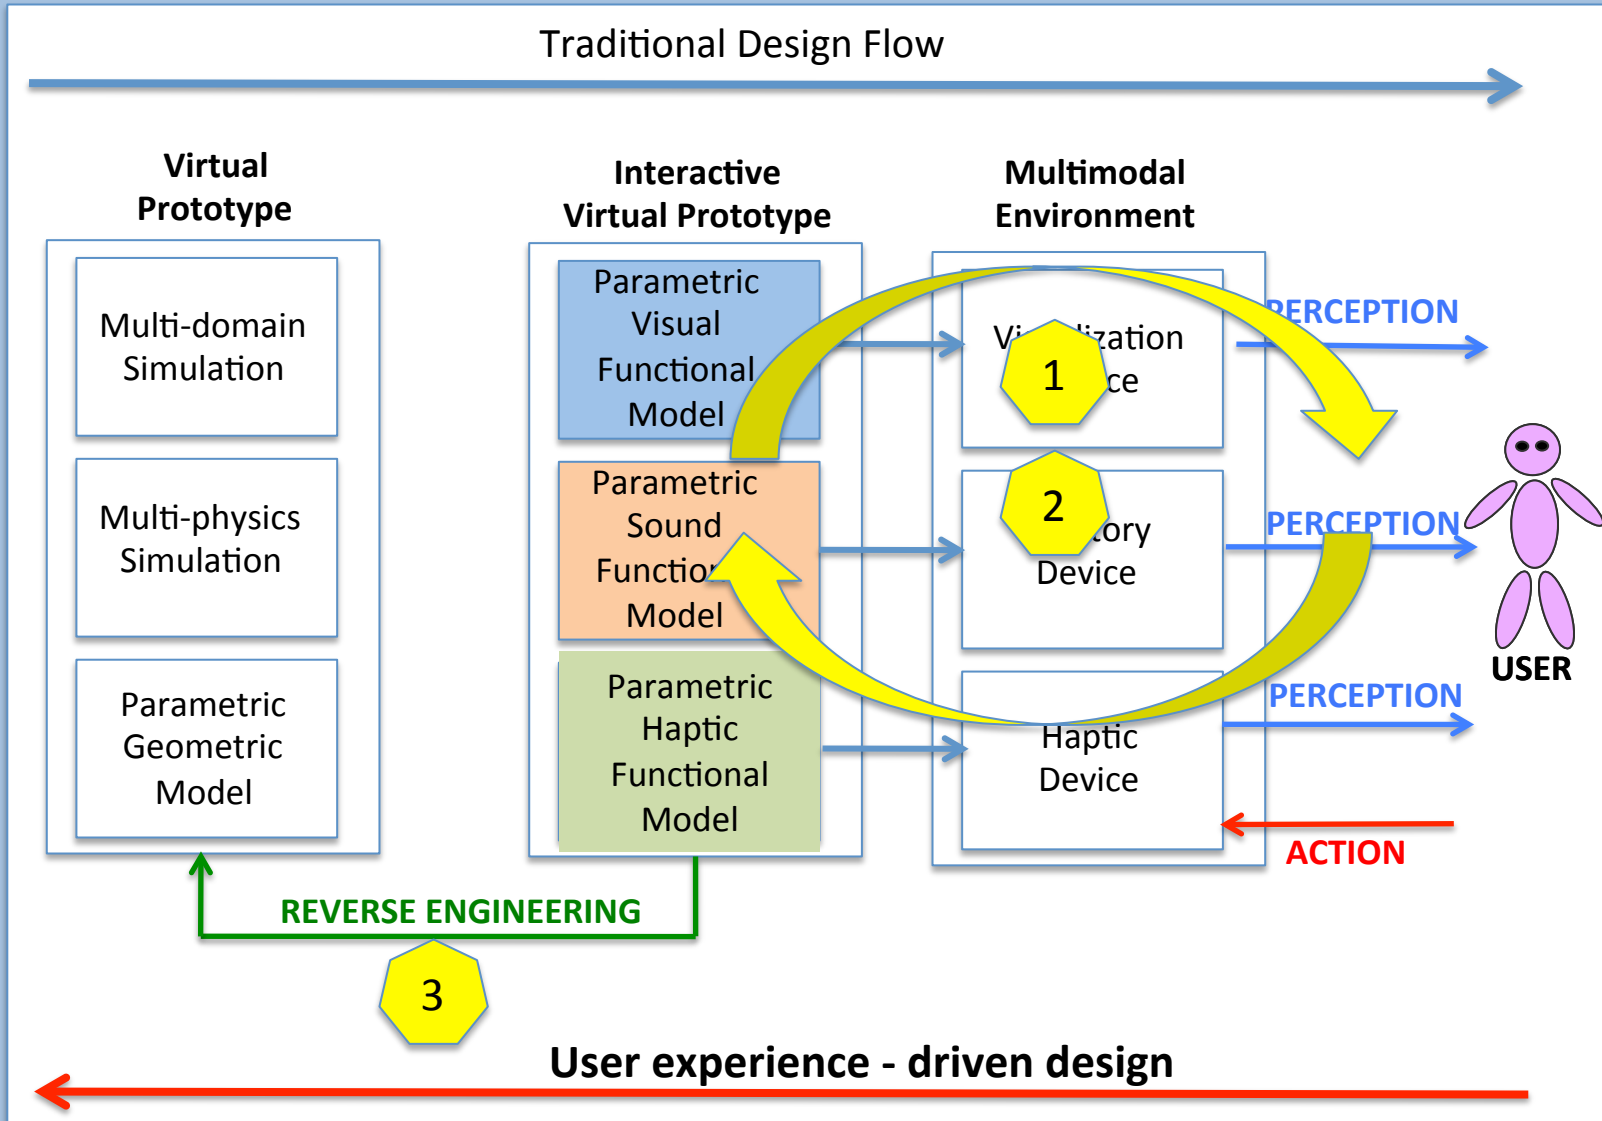 Traditional Design Flow
Virtual
Prototype
Multi-domain
Simulation
Multi-physics
Simulation
Parametric
Geometric
Model
Interactive
Virtual Prototype
Parametric
Visual
Functional
Model
Parametric
Sound
Model
Parametric
Haptic
Functional
Model
Multimodal
Environment
1
2
Device
Haptic
Device
PERCEPTION
PERCEPTION
PERCEPTION
ACTION
USER
REVERSE ENGINEERING
3
User experience - driven design